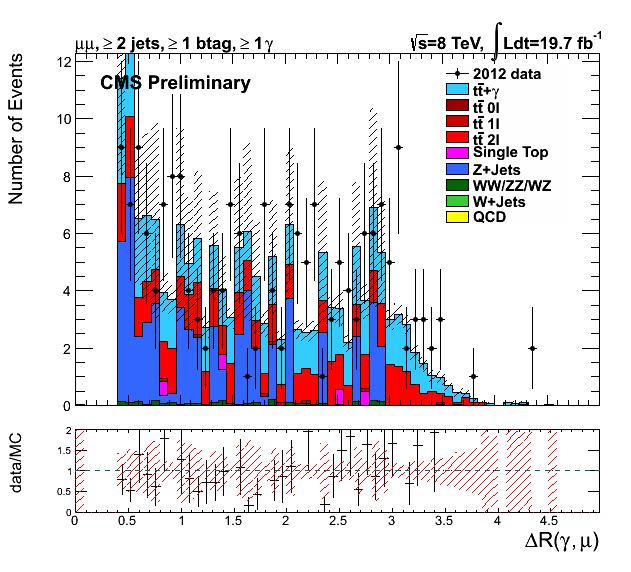 μμ, ≥ 2 jets, ≥ 1 btag, ≥ 1 γ
√s=8 TeV, ∫ Ldt=19.7 fb⁻¹
CMS Preliminary
Number of Events
12
10
8
6
4
2
0
2012 data
tt̄+γ
tt̄ 0l
tt̄ 1l
tt̄ 2l
Single Top
Z+Jets
WW/ZZ/WZ
W+Jets
QCD
data/MC
2
1.5
1
0.5
0
0 0.5 1 1.5 2 2.5 3 3.5 4 4.5
ΔR(γ, μ)